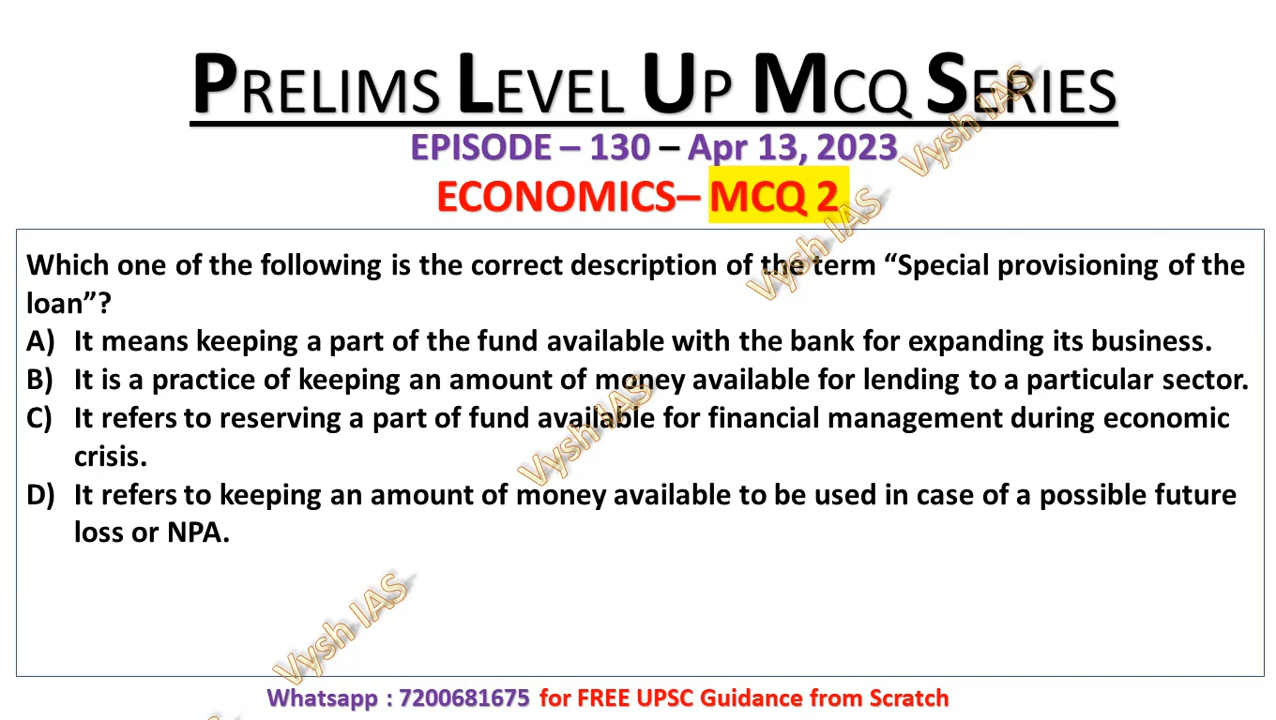 PRELIMS LEVEL UP MCQ SERIES
EPISODE – 130 – Apr 13, 2023
ECONOMICS– MCQ 2
Which one of the following is the correct description of the term “Special provisioning of the
loan”?
A) It means keeping a part of the fund available with the bank for expanding its business.
B) It is a practice of keeping an amount of money available for lending to a particular sector.
C) It refers to reserving a part of fund available for financial management during economic
crisis.
D) It refers to keeping an amount of money available to be used in case of a possible future
loss or NPA.
Vysh IAS
Vysh IAS
Vysh IAS
Vysh IAS
Whatsapp : 7200681675 for FREE UPSC Guidance from Scratch